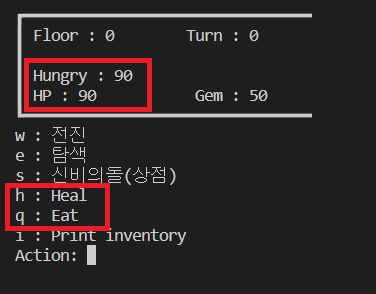 Floor : 0 Turn : 0
Hungry : 90
HP : 90 Gem : 50
w : 전진
e : 탐색
s : 신비의돌(상점)
h : Heal
q : Eat
i : Print inventory
Action: